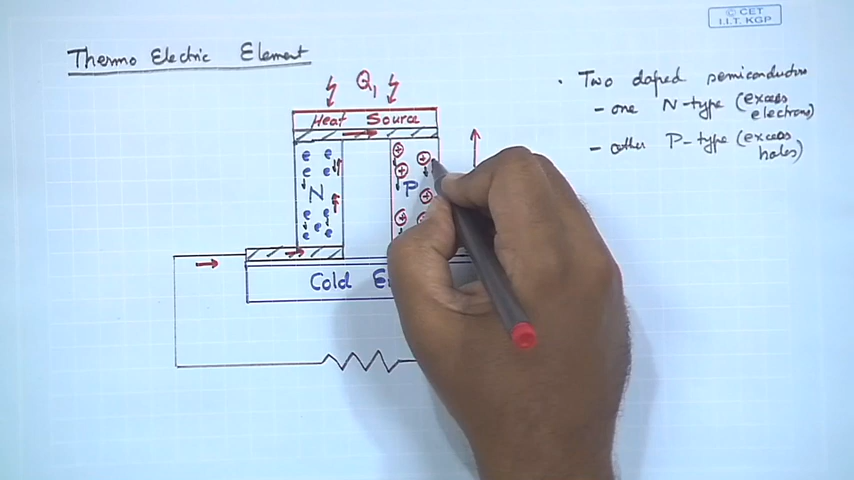 © CET
I.I.T. KGP
Thermo Electric Element
Q1
Heat Source
e e
e e
N
e e
e
e e
+ +
+
P
+
+
Cold
• Two doped semiconductors
- one N-type (excess electrons)
- other P-type (excess holes)